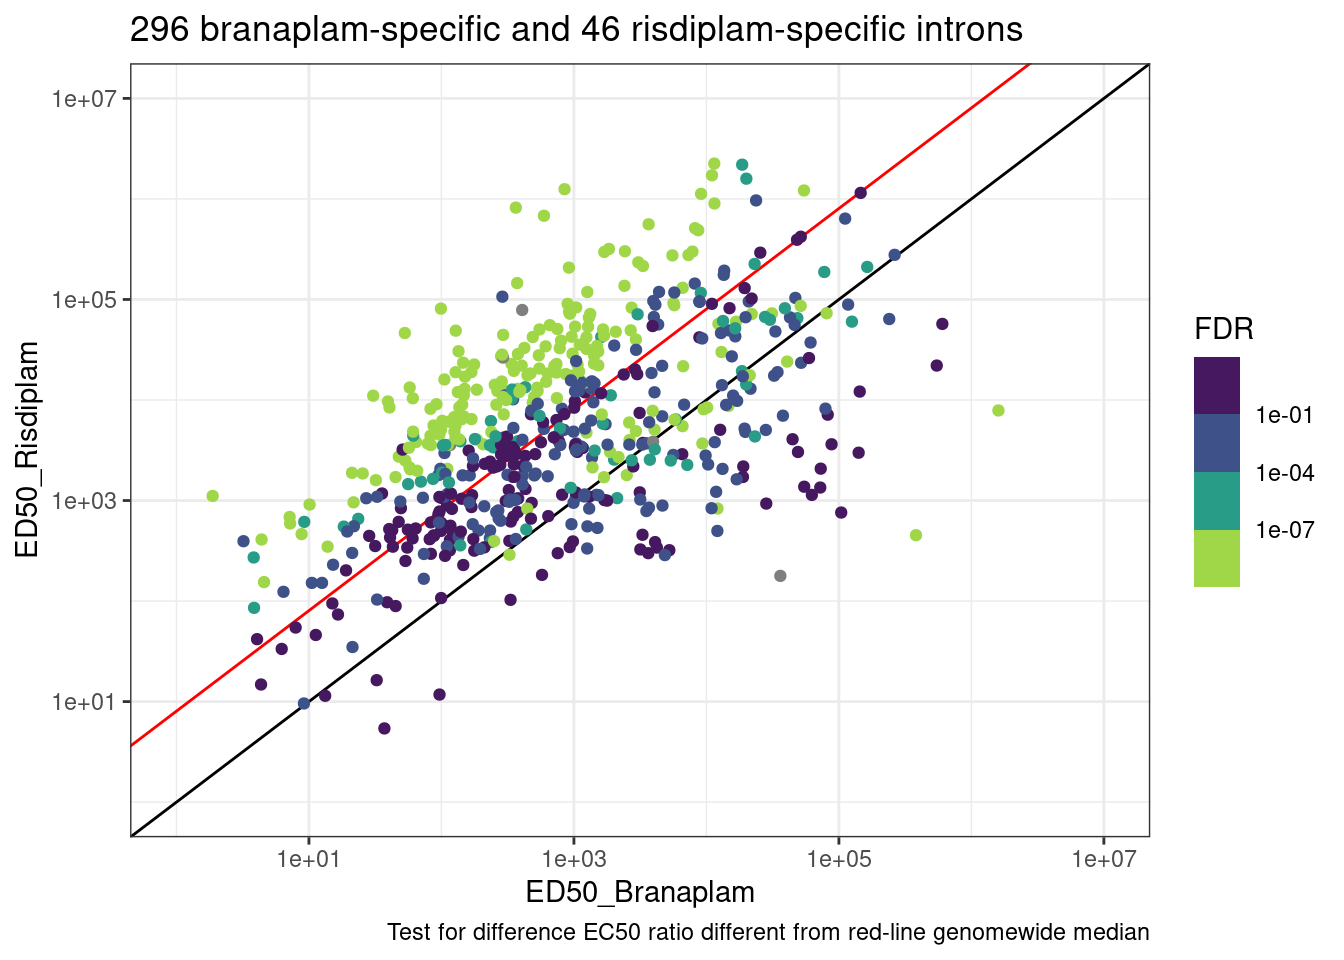 296 branaplam-specific and 46 risdiplam-specific introns
1e+07
1e+05
1e+03
1e+01
ED50_Risdiplam
1e+01
1e+03
1e+05
1e+07
ED50_Branaplam
FDR
1e-01
1e-04
1e-07
Test for difference EC50 ratio different from red-line genomewide median